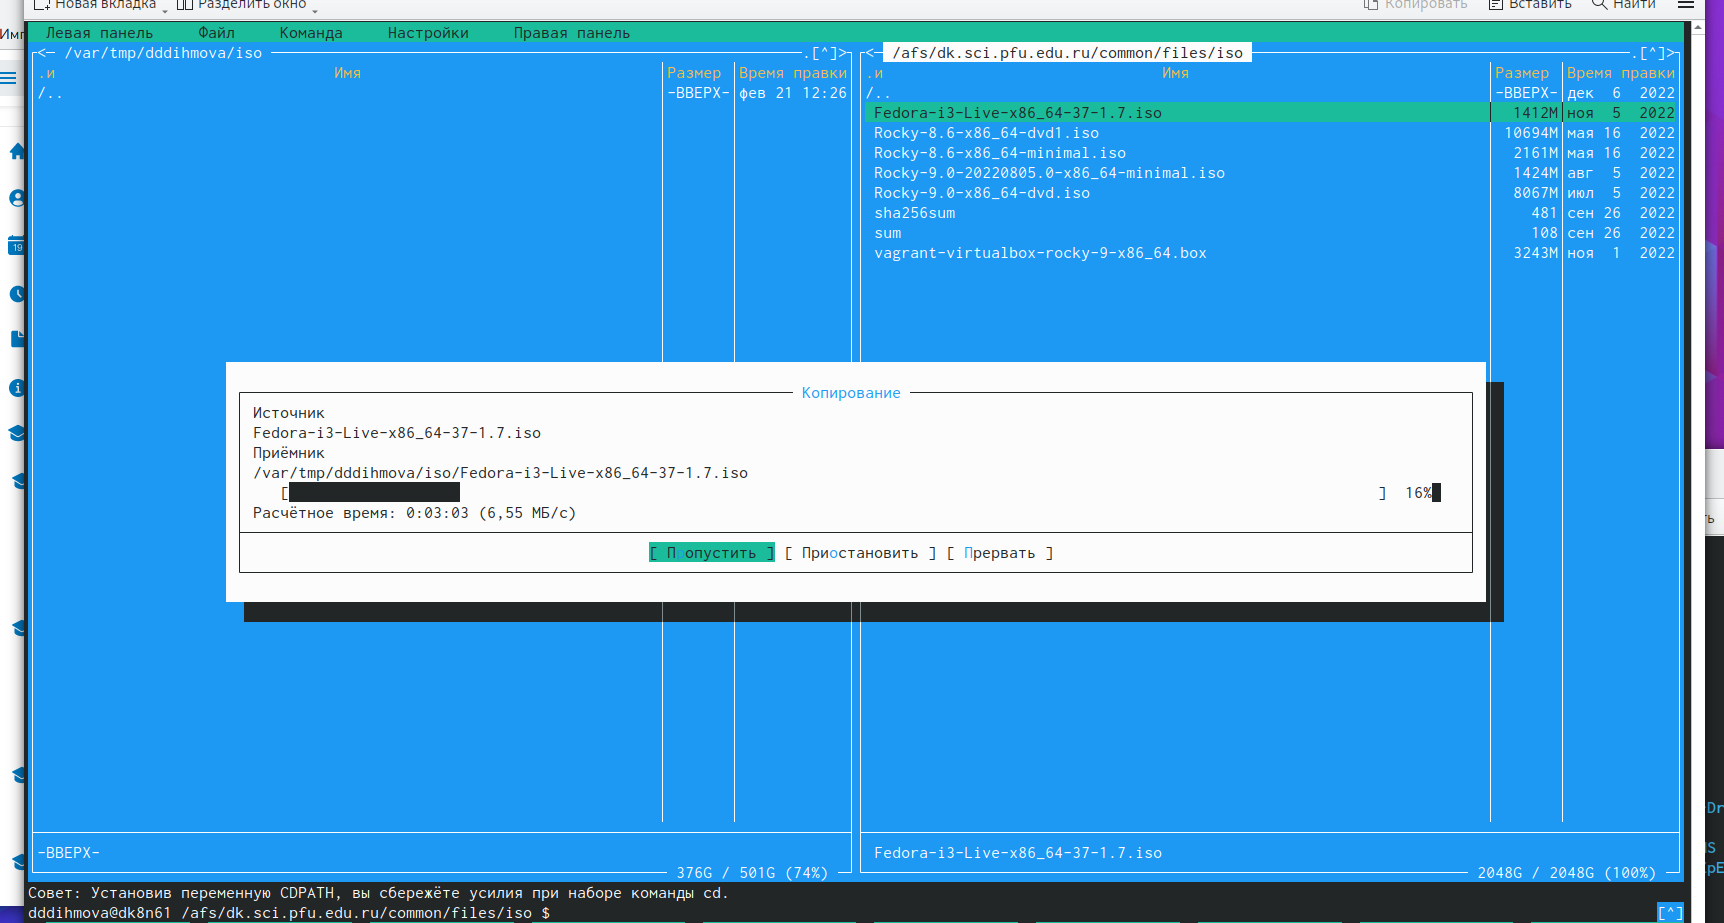 Новая вкладка Разделить окно Копировать Вставить Найти
Левая панель Файл Команда Настройки Правая панель
<─ /var/tmp/dddihmova/iso .[^]> <─ /afs/dk.sci.pfu.edu.ru/common/files/iso .[^]>
.и Имя Размер Время правки .и Имя Размер Время правки
/.. -ВВЕРХ- фев 21 12:26 /.. -ВВЕРХ- дек 6 2022
Fedora-i3-Live-x86_64-37-1.7.iso 1412M ноя 5 2022
Rocky-8.6-x86_64-dvd1.iso 10694M мая 16 2022
Rocky-8.6-x86_64-minimal.iso 2161M мая 16 2022
Rocky-9.0-20220805.0-x86_64-minimal.iso 1424M авг 5 2022
Rocky-9.0-x86_64-dvd.iso 8067M июл 5 2022
sha256sum 481 сен 26 2022
sum 108 сен 26 2022
vagrant-virtualbox-rocky-9-x86_64.box 3243M ноя 1 2022
Копирование
Источник
Fedora-i3-Live-x86_64-37-1.7.iso
Приёмник
/var/tmp/dddihmova/iso/Fedora-i3-Live-x86_64-37-1.7.iso
[ ] 16%
Расчётное время: 0:03:03 (6,55 МБ/с)
[ Пропустить ] [ Приостановить ] [ Прервать ]
-ВВЕРХ- Fedora-i3-Live-x86_64-37-1.7.iso
376G / 501G (74%) 2048G / 2048G (100%)
Совет: Установив переменную CDPATH, вы сбережёте усилия при наборе команды cd.
dddihmova@dk8n61 /afs/dk.sci.pfu.edu.ru/common/files/iso $ [^]